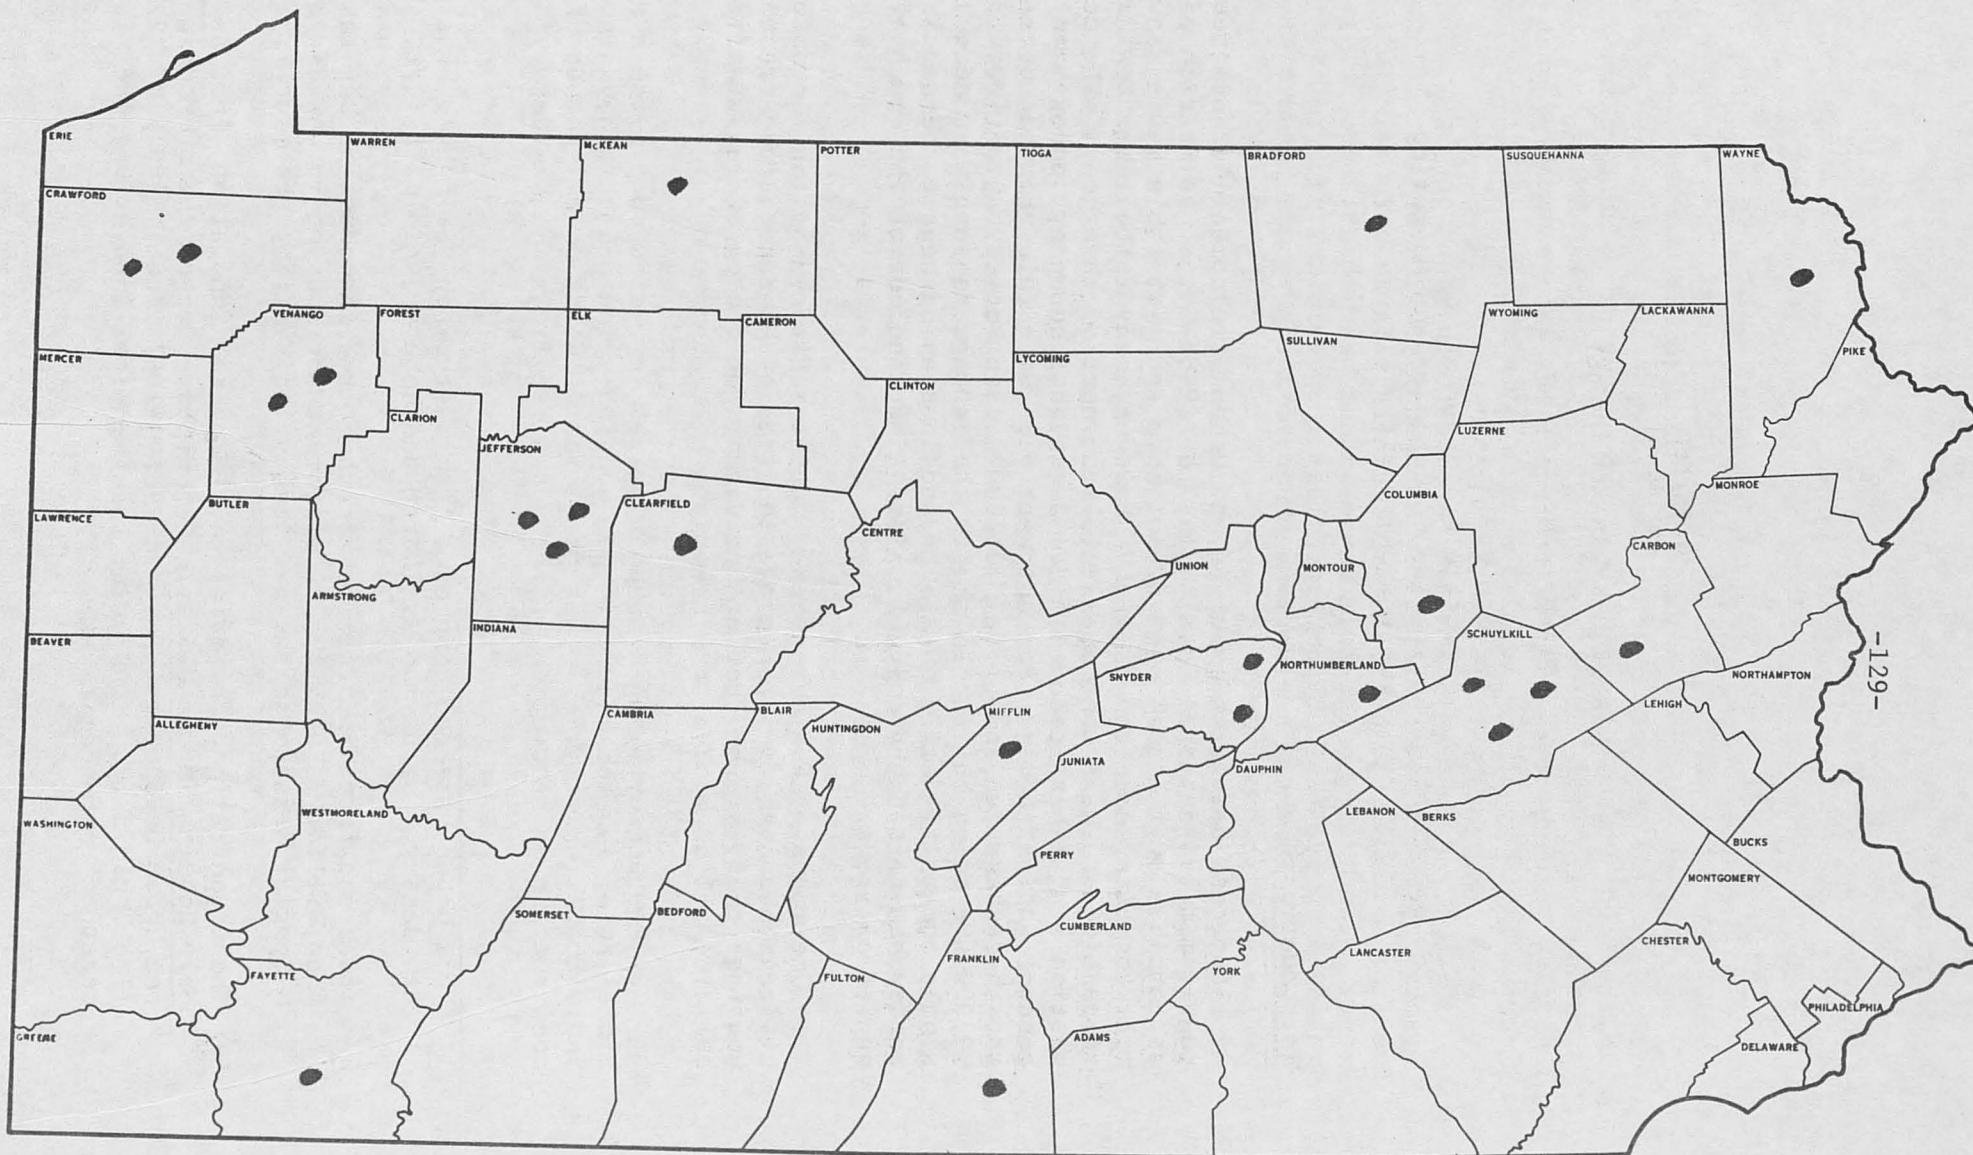 ERIE
WARREN
McKEAN
POTTER
TIOGA
BRADFORD
SUSQUEHANNA
WAYNE
CRAWFORD
VENANGO
FOREST
ELK
CAMERON
WYOMING
LACKAWANNA
MERCER
LYCOMING
SULLIVAN
PIKE
CLINTON
CLARION
JEFFERSON
LUZERNE
BUTLER
LAWRENCE
CLEARFIELD
COLUMBIA
MONROE
CENTRE
CARBON
UNION
MONTOUR
ARMSTRONG
INDIANA
BEAVER
SCHUYLKILL
-129-
NORTHUMBERLAND
SNYDER
NORTHAMPTON
LEHIGH
ALLEGHENY
CAMBRIA
BLAIR
HUNTINGDON
MIFFLIN
JUNIATA
DAUPHIN
WASHINGTON
WESTMORELAND
LEBANON
BERKS
BUCKS
PERRY
MONTGOMERY
SOMERSET
BEDFORD
CUMBERLAND
CHESTER
LANCASTER
FAYETTE
FULTON
FRANKLIN
YORK
PHILADELPHIA
GREENE
ADAMS
DELAWARE